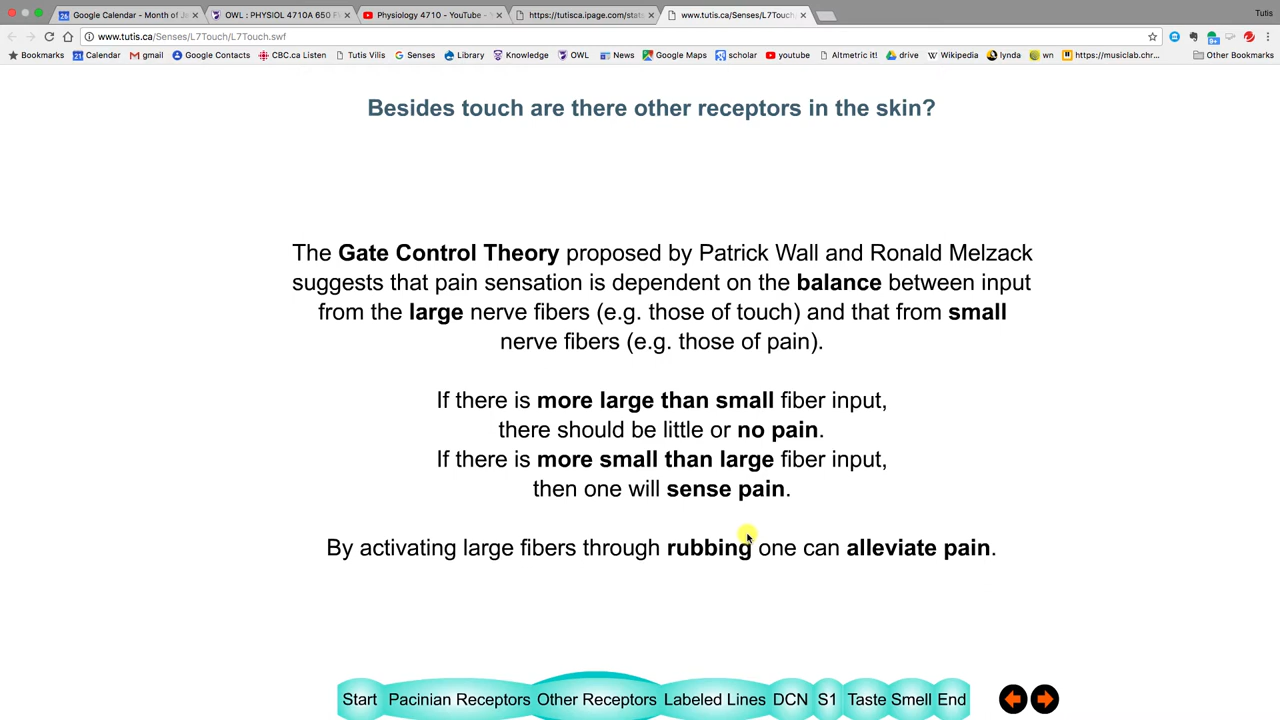 Google Calendar - Month of J
OWL : PHYSIOL 4710A 650 F
Physiology 4710 - YouTube -
https://tutisca.ipage.com/stat
www.tutis.ca/Senses/L7Touch/
Tutis
www.tutis.ca/Senses/L7Touch/L7Touch.swf
Bookmarks Calendar gmail Google Contacts CBC.ca Listen Tutis Vilis Senses Library Knowledge OWL News Google Maps scholar youtube Altmetric it! drive Wikipedia lynda wn https://musiclab.chr... Other Bookmarks
Besides touch are there other receptors in the skin?
The Gate Control Theory proposed by Patrick Wall and Ronald Melzack
suggests that pain sensation is dependent on the balance between input
from the large nerve fibers (e.g. those of touch) and that from small
nerve fibers (e.g. those of pain).
If there is more large than small fiber input,
there should be little or no pain.
If there is more small than large fiber input,
then one will sense pain.
By activating large fibers through rubbing one can alleviate pain.
Start Pacinian Receptors Other Receptors Labeled Lines DCN S1 Taste Smell End